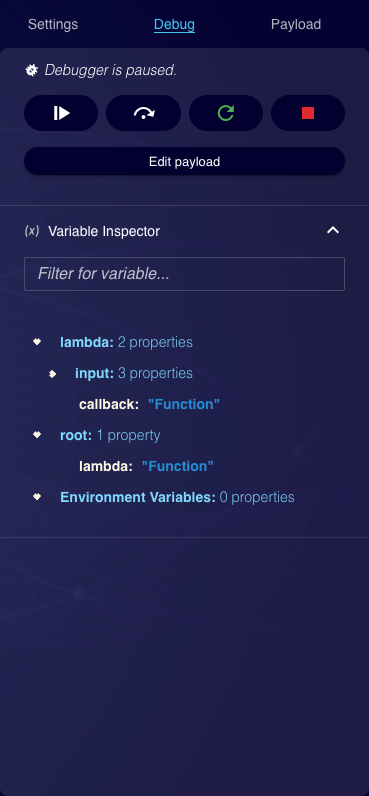 Settings Debug Payload
Debugger is paused.
Edit payload
(x) Variable Inspector
Filter for variable...
lambda: 2 properties
input: 3 properties
callback: "Function"
root: 1 property
lambda: "Function"
Environment Variables: 0 properties